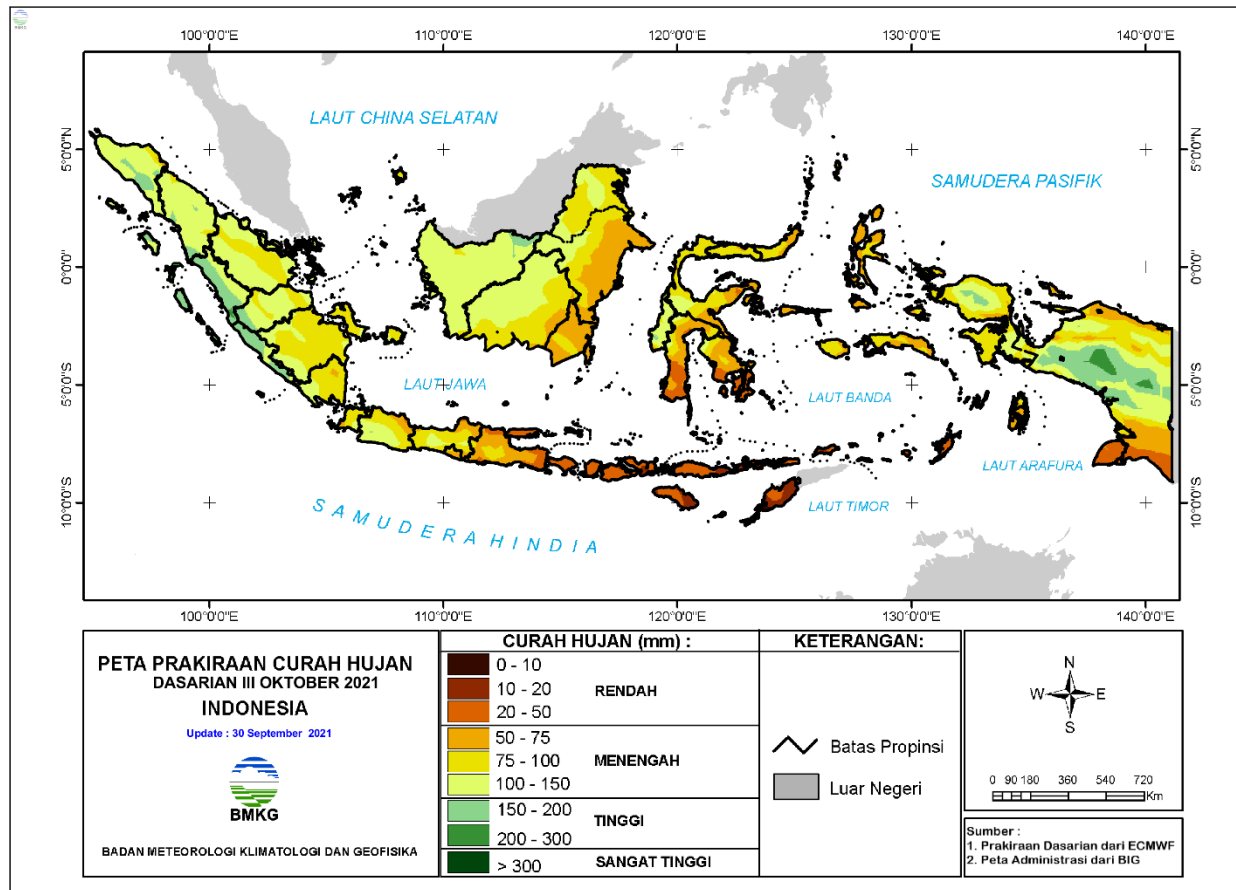 BMKG
100°0'0"E 110°0'0"E 120°0'0"E 130°0'0"E 140°0'0"E
LAUT CHINA SELATAN
SAMUDERA PASIFIK
5°0'0"N 5°0'0"N
0°0'0" 0°0'0"
5°0'0"S 5°0'0"S
LAUT JAWA
LAUT BANDA
LAUT ARAFURA
10°0'0"S 10°0'0"S
LAUT TIMOR
SAMUDERA HINDIA
100°0'0"E 110°0'0"E 120°0'0"E 130°0'0"E 140°0'0"E
PETA PRAKIRAAN CURAH HUJAN
DASARIAN III OKTOBER 2021
INDONESIA
Update : 30 September 2021
BMKG
BADAN METEOROLOGI KLIMATOLOGI DAN GEOFISIKA
CURAH HUJAN (mm) :
0 - 10
10 - 20 RENDAH
20 - 50
50 - 75
75 - 100 MENENGAH
100 - 150
150 - 200
TINGGI
200 - 300
> 300 SANGAT TINGGI
KETERANGAN:
Batas Propinsi
Luar Negeri
N
W E
S
0 90 180 360 540 720
Km
Sumber :
1. Prakiraan Dasarian dari ECMWF
2. Peta Administrasi dari BIG